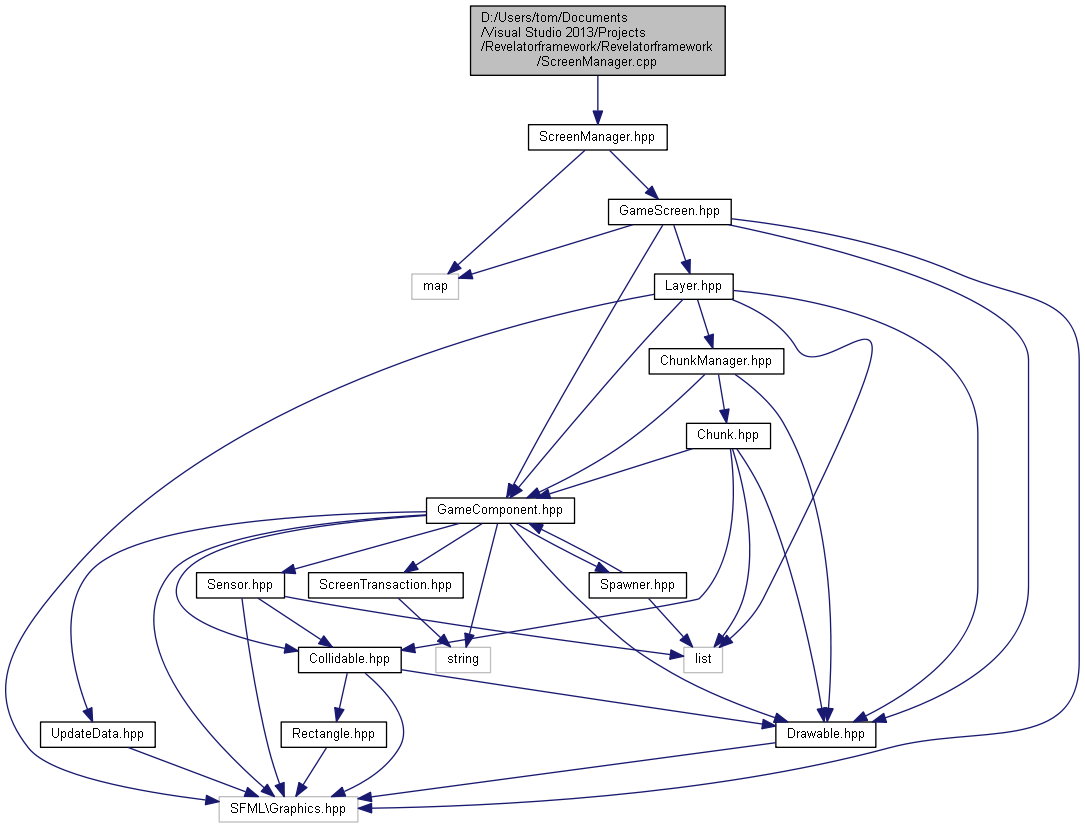 D:/Users/tom/Documents
/Visual Studio 2013/Projects
/Revelatorframework/Revelatorframework
/ScreenManager.cpp
ScreenManager.hpp
GameScreen.hpp
map
Layer.hpp
ChunkManager.hpp
Chunk.hpp
GameComponent.hpp
Sensor.hpp
ScreenTransaction.hpp
Spawner.hpp
Collidable.hpp
string
list
UpdateData.hpp
Rectangle.hpp
Drawable.hpp
SFML\Graphics.hpp